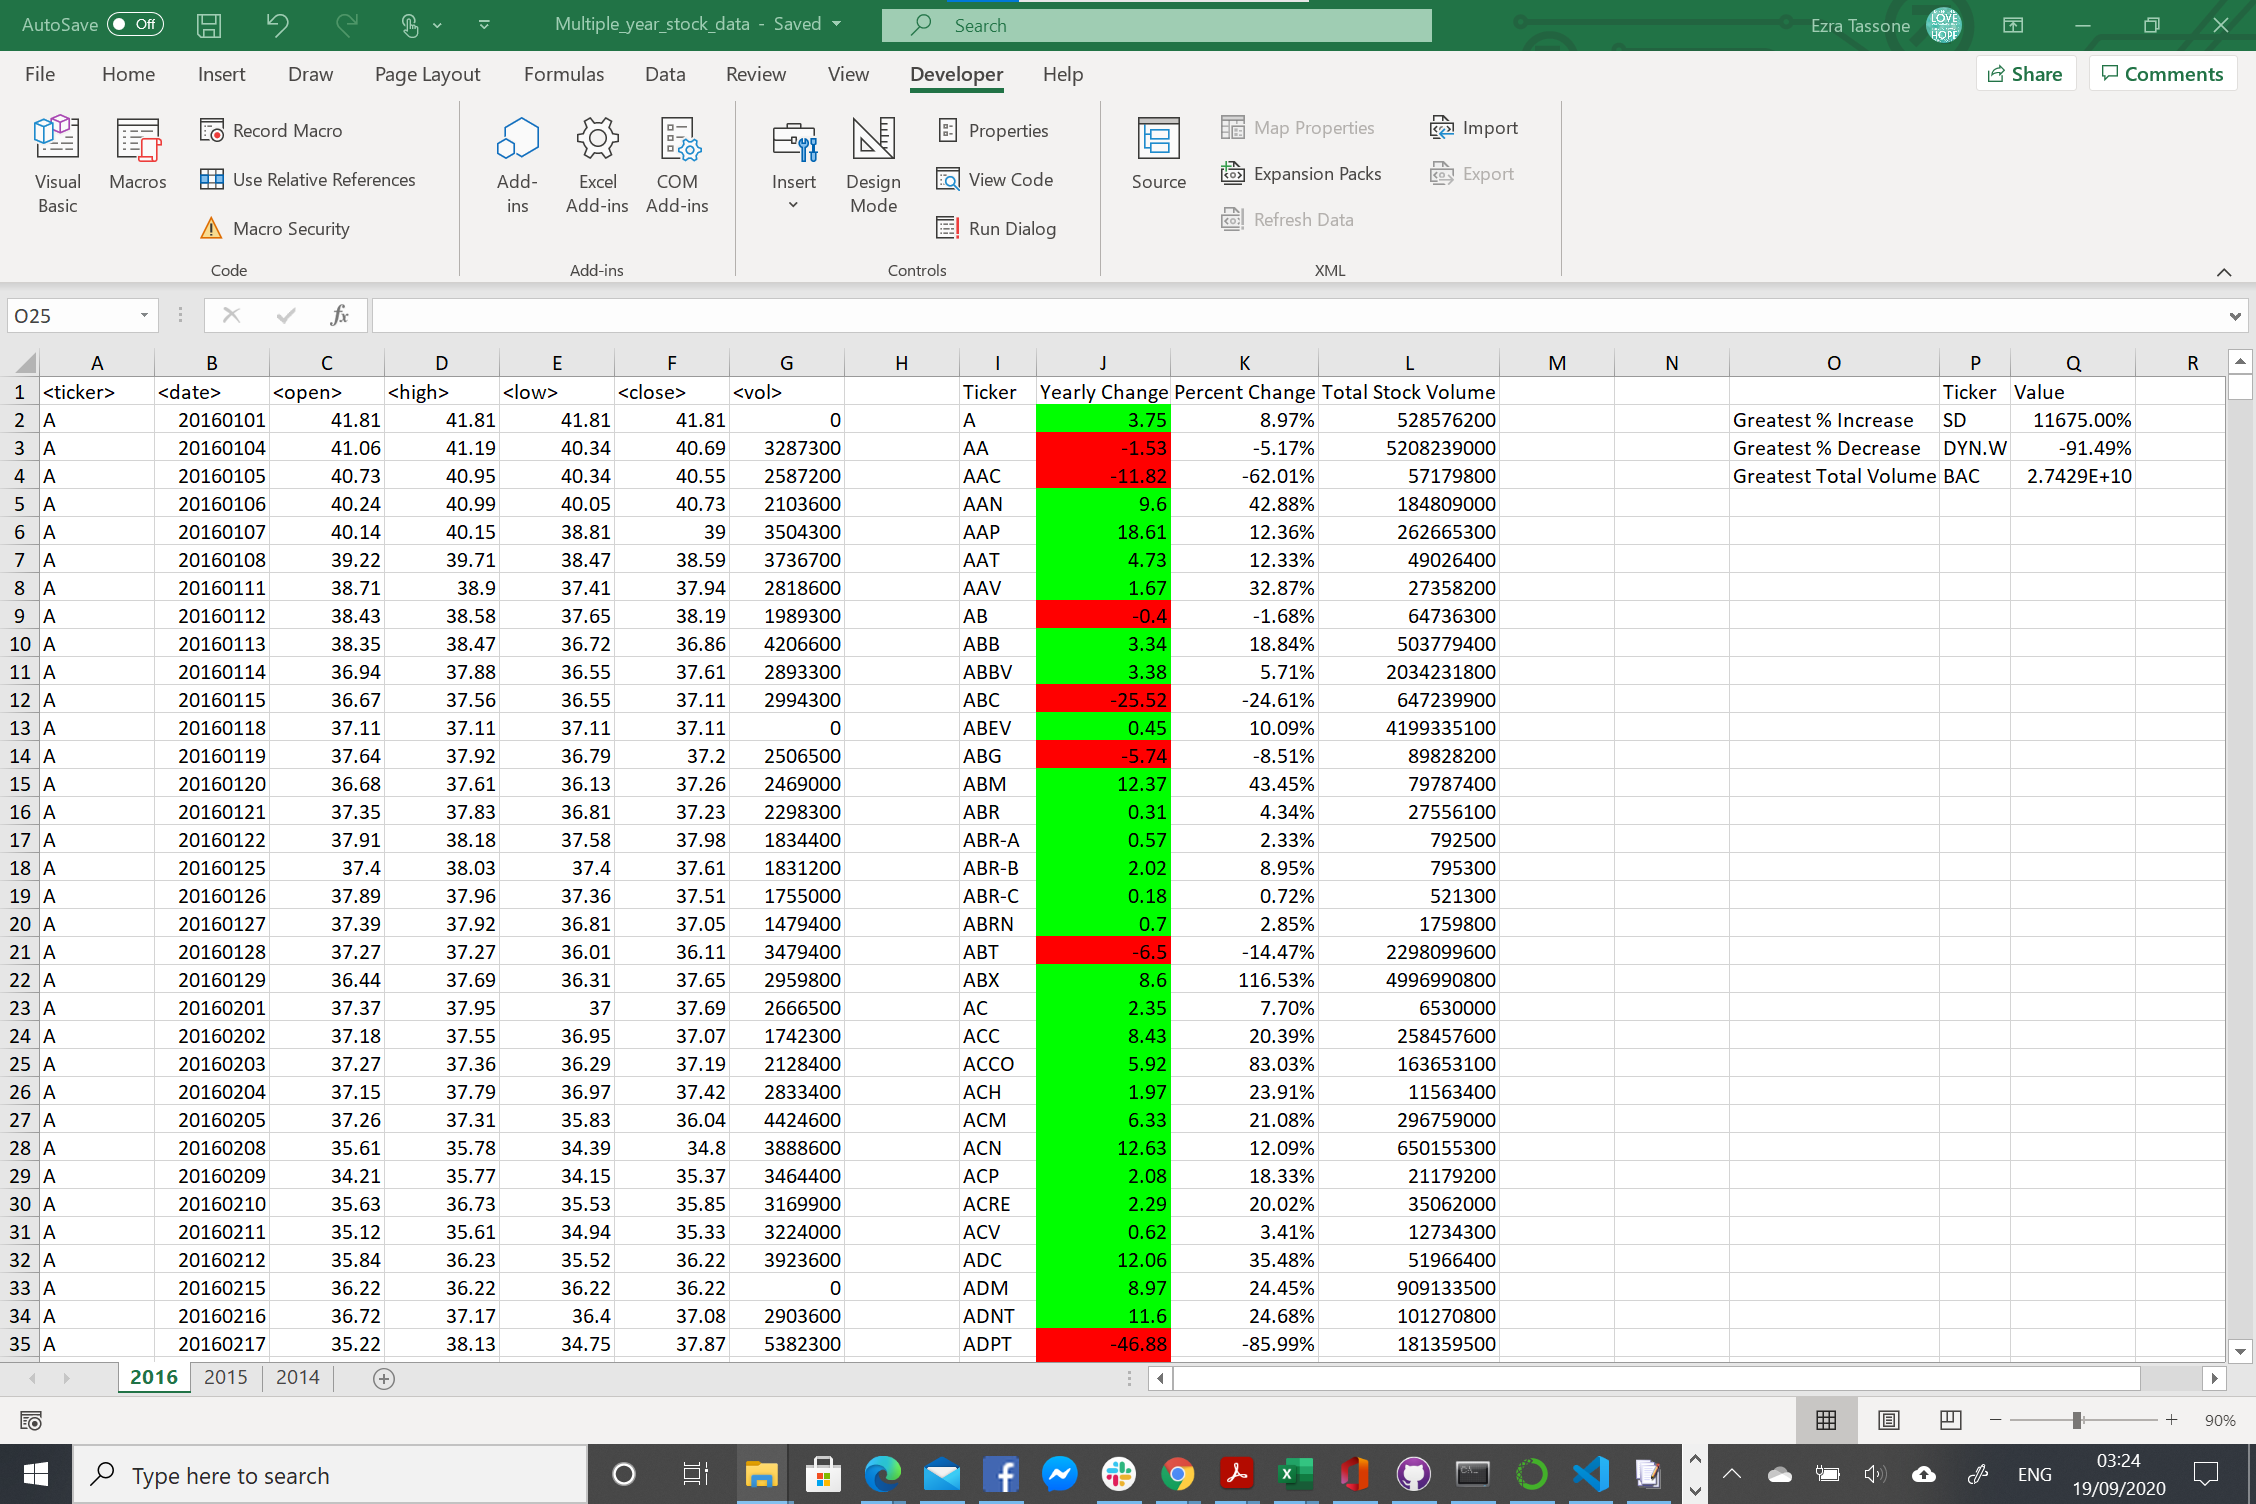 AutoSave Off Multiple_year_stock_data - Saved Search Ezra Tassone LOVE HOPE
File Home Insert Draw Page Layout Formulas Data Review View Developer Help Share Comments
Visual Basic
Macros
Record Macro
Use Relative References
Macro Security
Code
Add-ins
Excel Add-ins
COM Add-ins
Add-ins
Insert
Design Mode
Properties
View Code
Run Dialog
Controls
Source
Map Properties
Expansion Packs
Refresh Data
Import
Export
XML
O25 fx
A B C D E F G H I J K L M N O P Q R
1 <ticker> <date> <open> <high> <low> <close> <vol> Ticker Yearly Change Percent Change Total Stock Volume Ticker Value
2 A 20160101 41.81 41.81 41.81 41.81 0 A 3.75 8.97% 528576200 Greatest % Increase SD 11675.00%
3 A 20160104 41.06 41.19 40.34 40.69 3287300 AA -1.53 -5.17% 5208239000 Greatest % Decrease DYN.W -91.49%
4 A 20160105 40.73 40.95 40.34 40.55 2587200 AAC -11.82 -62.01% 57179800 Greatest Total Volume BAC 2.7429E+10
5 A 20160106 40.24 40.99 40.05 40.73 2103600 AAN 9.6 42.88% 184809000
6 A 20160107 40.14 40.15 38.81 39 3504300 AAP 18.61 12.36% 262665300
7 A 20160108 39.22 39.71 38.47 38.59 3736700 AAT 4.73 12.33% 49026400
8 A 20160111 38.71 38.9 37.41 37.94 2818600 AAV 1.67 32.87% 27358200
9 A 20160112 38.43 38.58 37.65 38.19 1989300 AB -0.4 -1.68% 64736300
10 A 20160113 38.35 38.47 36.72 36.86 4206600 ABB 3.34 18.84% 503779400
11 A 20160114 36.94 37.88 36.55 37.61 2893300 ABBV 3.38 5.71% 2034231800
12 A 20160115 36.67 37.56 36.55 37.11 2994300 ABC -25.52 -24.61% 647239900
13 A 20160118 37.11 37.11 37.11 37.11 0 ABEV 0.45 10.09% 4199335100
14 A 20160119 37.64 37.92 36.79 37.2 2506500 ABG -5.74 -8.51% 89828200
15 A 20160120 36.68 37.61 36.13 37.26 2469000 ABM 12.37 43.45% 79787400
16 A 20160121 37.35 37.83 36.81 37.23 2298300 ABR 0.31 4.34% 27556100
17 A 20160122 37.91 38.18 37.58 37.98 1834400 ABR-A 0.57 2.33% 792500
18 A 20160125 37.4 38.03 37.4 37.61 1831200 ABR-B 2.02 8.95% 795300
19 A 20160126 37.89 37.96 37.36 37.51 1755000 ABR-C 0.18 0.72% 521300
20 A 20160127 37.39 37.92 36.81 37.05 1479400 ABRN 0.7 2.85% 1759800
21 A 20160128 37.27 37.27 36.01 36.11 3479400 ABT -6.5 -14.47% 2298099600
22 A 20160129 36.44 37.69 36.31 37.65 2959800 ABX 8.6 116.53% 4996990800
23 A 20160201 37.37 37.95 37 37.69 2666500 AC 2.35 7.70% 6530000
24 A 20160202 37.18 37.55 36.95 37.07 1742300 ACC 8.43 20.39% 258457600
25 A 20160203 37.27 37.36 36.29 37.19 2128400 ACCO 5.92 83.03% 163653100
26 A 20160204 37.15 37.79 36.97 37.42 2833400 ACH 1.97 23.91% 11563400
27 A 20160205 37.26 37.31 35.83 36.04 4424600 ACM 6.33 21.08% 296759000
28 A 20160208 35.61 35.78 34.39 34.8 3888600 ACN 12.63 12.09% 650155300
29 A 20160209 34.21 35.77 34.15 35.37 3464400 ACP 2.08 18.33% 21179200
30 A 20160210 35.63 36.73 35.53 35.85 3169900 ACRE 2.29 20.02% 35062000
31 A 20160211 35.12 35.61 34.94 35.33 3224000 ACV 0.62 3.41% 12734300
32 A 20160212 35.84 36.23 35.52 36.22 3923600 ADC 12.06 35.48% 51966400
33 A 20160215 36.22 36.22 36.22 36.22 0 ADM 8.97 24.45% 909133500
34 A 20160216 36.72 37.17 36.4 37.08 2903600 ADNT 11.6 24.68% 101270800
35 A 20160217 35.22 38.13 34.75 37.87 5382300 ADPT -46.88 -85.99% 181359500
2016 2015 2014
90%
Type here to search ENG 03:24
19/09/2020